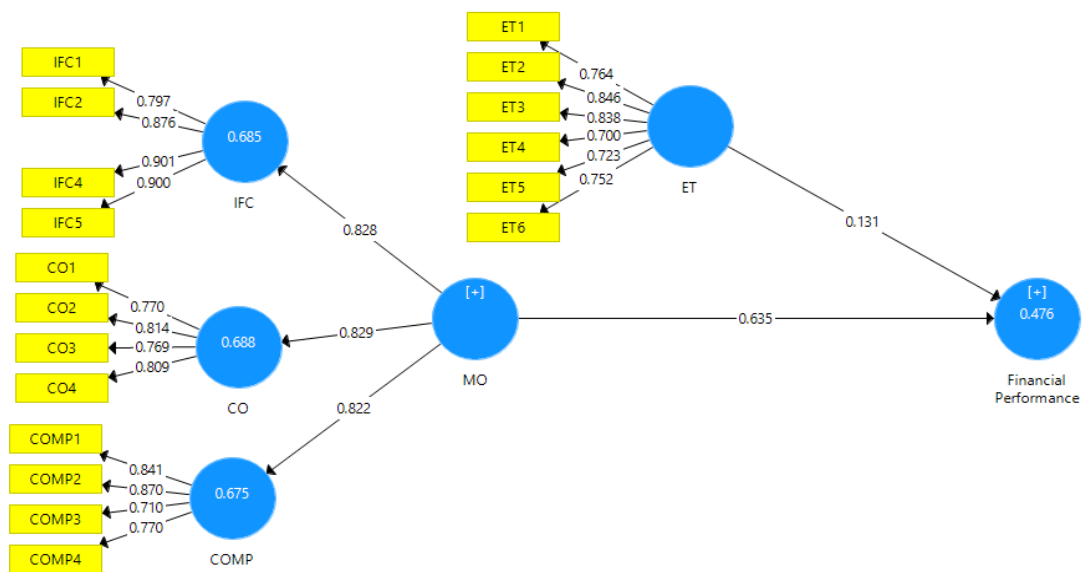 ET1
ET2
ET3
ET4
ET5
ET6
0.764
0.846
0.838
0.700
0.723
0.752
ET
0.131
IFC1
IFC2
IFC4
IFC5
0.797
0.876
0.901
0.900
0.685
IFC
0.828
CO1
CO2
CO3
CO4
0.770
0.814
0.769
0.809
0.688
CO
0.829
[+]
MO
0.635
[+]
0.476
Financial
Performance
0.822
COMP1
COMP2
COMP3
COMP4
0.841
0.870
0.710
0.770
0.675
COMP